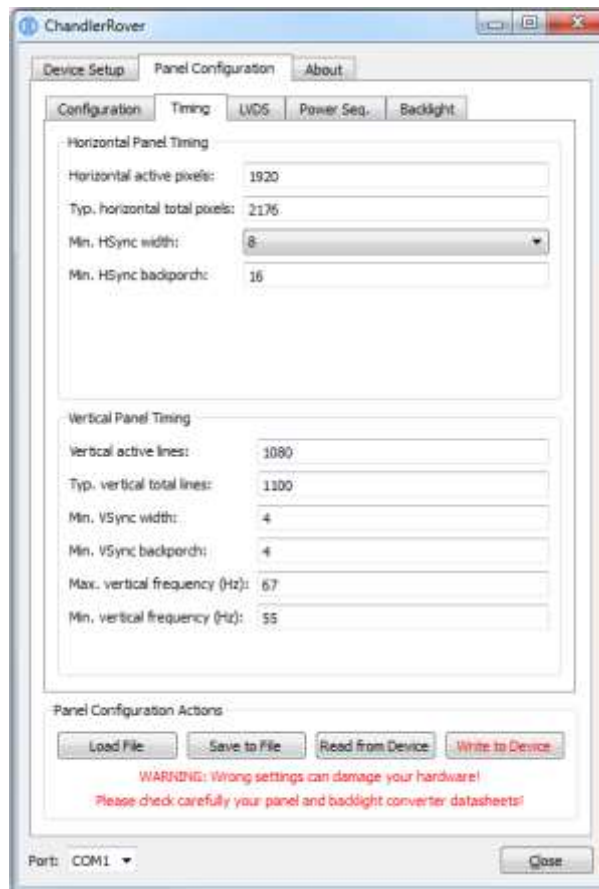 ChandlerRover
Device Setup Panel Configuration About
Configuration Timing LVDS Power Seq. Backlight
Horizontal Panel Timing
Horizontal active pixels: 1920
Typ. horizontal total pixels: 2176
Min. HSync width: 8
Min. HSync backporch: 16
Vertical Panel Timing
Vertical active lines: 1080
Typ. vertical total lines: 1100
Min. VSync width: 4
Min. VSync backporch: 4
Max. vertical frequency (Hz): 67
Min. vertical frequency (Hz): 55
Panel Configuration Actions
Load File Save to File Read from Device Write to Device
WARNING: Wrong settings can damage your hardware!
Please check carefully your panel and backlight converter datasheets!
Port: COM1 Close